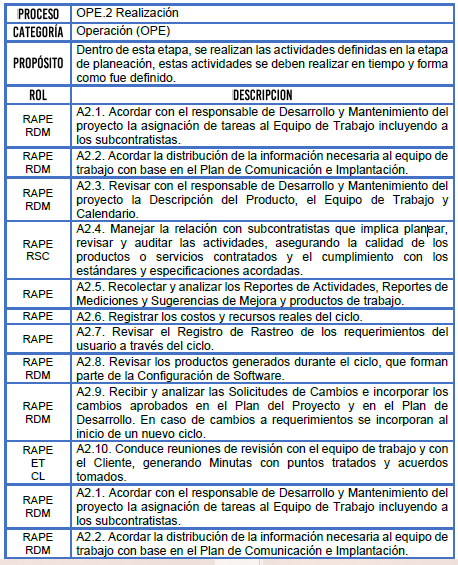 PROCESO OPE.2 Realización
CATEGORÍA Operación (OPE)
PROPÓSITO
Dentro de esta etapa, se realizan las actividades definidas en la etapa
de planeación, estas actividades se deben realizar en tiempo y forma
como fue definido.
ROL DESCRIPCION
RAPE
RDM
A2.1. Acordar con el responsable de Desarrollo y Mantenimiento del
proyecto la asignación de tareas al Equipo de Trabajo incluyendo a
los subcontratistas.
RAPE
RDM
A2.2. Acordar la distribución de la información necesaria al equipo de
trabajo con base en el Plan de Comunicación e Implantación.
RAPE
RDM
A2.3. Revisar con el responsable de Desarrollo y Mantenimiento del
proyecto la Descripción del Producto, el Equipo de Trabajo y
Calendario.
RAPE
RSC
A2.4. Manejar la relación con subcontratistas que implica planear,
revisar y auditar las actividades, asegurando la calidad de los
productos o servicios contratados y el cumplimiento con los
estándares y especificaciones acordadas.
RAPE
A2.5. Recolectar y analizar los Reportes de Actividades, Reportes de
Mediciones y Sugerencias de Mejora y productos de trabajo.
RAPE
A2.6. Registrar los costos y recursos reales del ciclo.
RAPE
A2.7. Revisar el Registro de Rastreo de los requerimientos del
usuario a través del ciclo.
RAPE
RDM
A2.8. Revisar los productos generados durante el ciclo, que forman
parte de la Configuración de Software.
RAPE
RDM
A2.9. Recibir y analizar las Solicitudes de Cambios e incorporar los
cambios aprobados en el Plan del Proyecto y en el Plan de
Desarrollo. En caso de cambios a requerimientos se incorporan al
inicio de un nuevo ciclo.
RAPE
ET
CL
A2.10. Conduce reuniones de revisión con el equipo de trabajo y con
el Cliente, generando Minutas con puntos tratados y acuerdos
tomados.
RAPE
RDM
A2.1. Acordar con el responsable de Desarrollo y Mantenimiento del
proyecto la asignación de tareas al Equipo de Trabajo incluyendo a
los subcontratistas.
RAPE
RDM
A2.2. Acordar la distribución de la información necesaria al equipo de
trabajo con base en el Plan de Comunicación e Implantación.